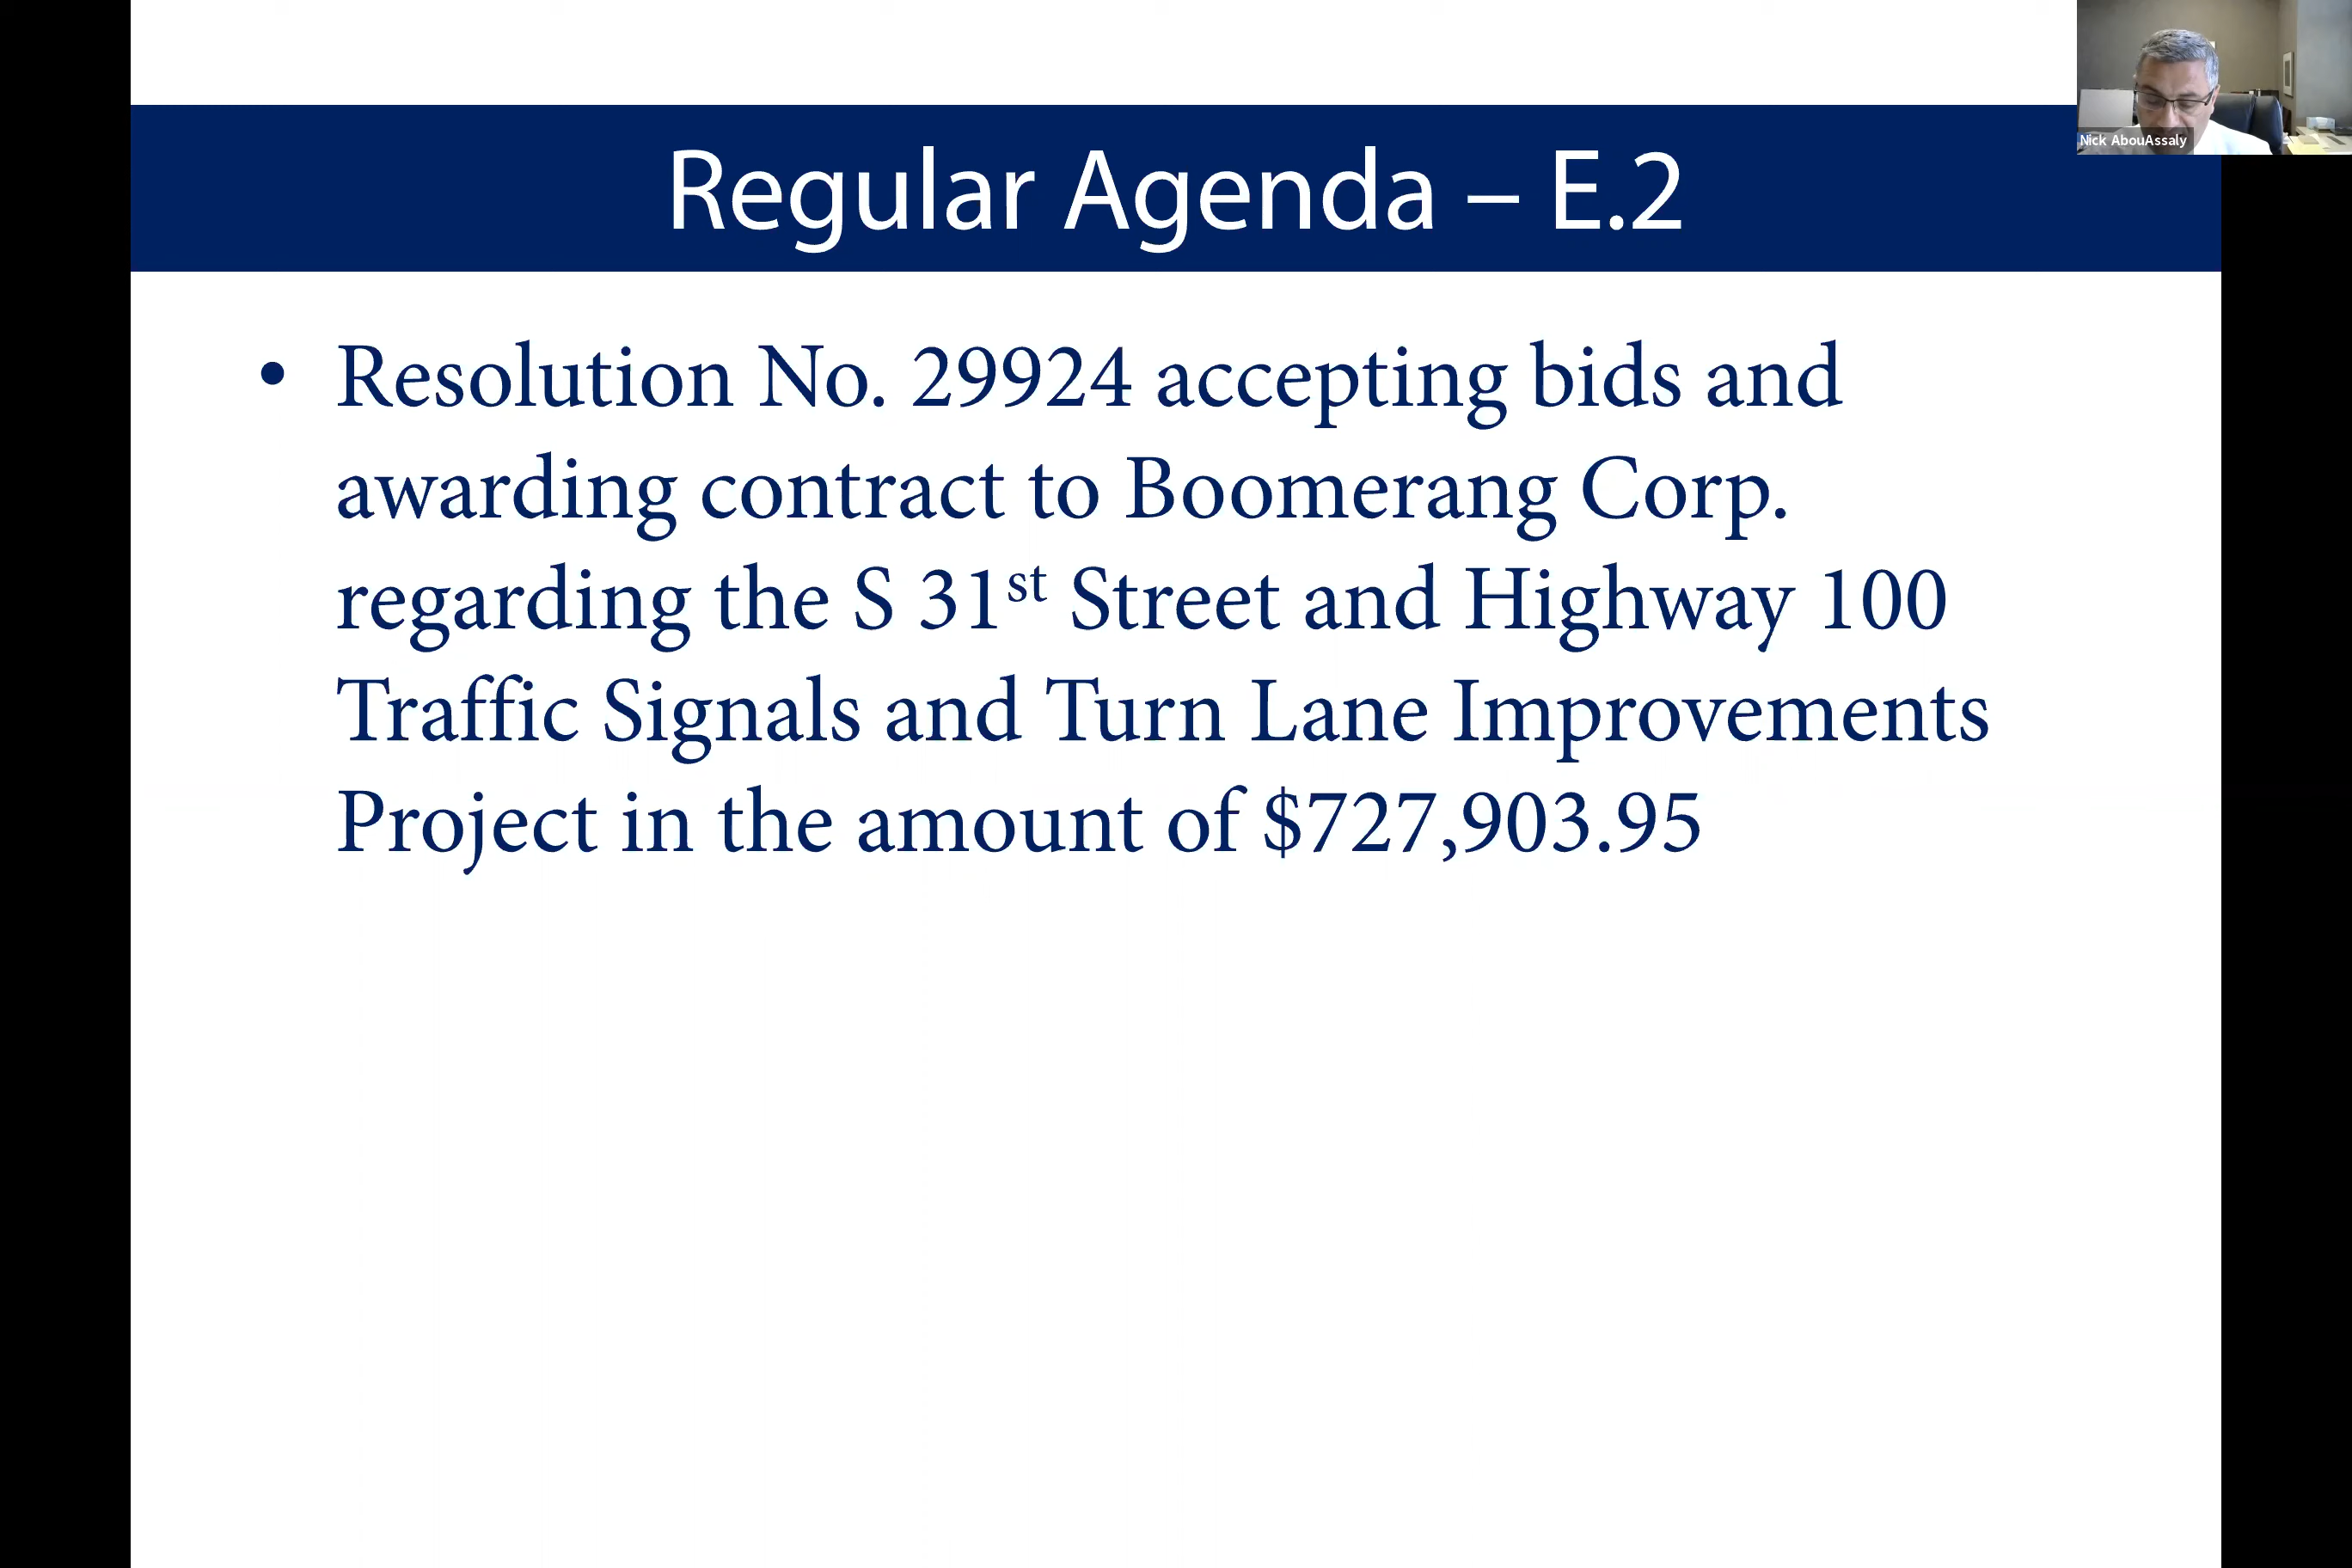 Nick AbouAssaly
Regular Agenda – E.2
• Resolution No. 29924 accepting bids and
awarding contract to Boomerang Corp.
regarding the S 31st Street and Highway 100
Traffic Signals and Turn Lane Improvements
Project in the amount of $727,903.95